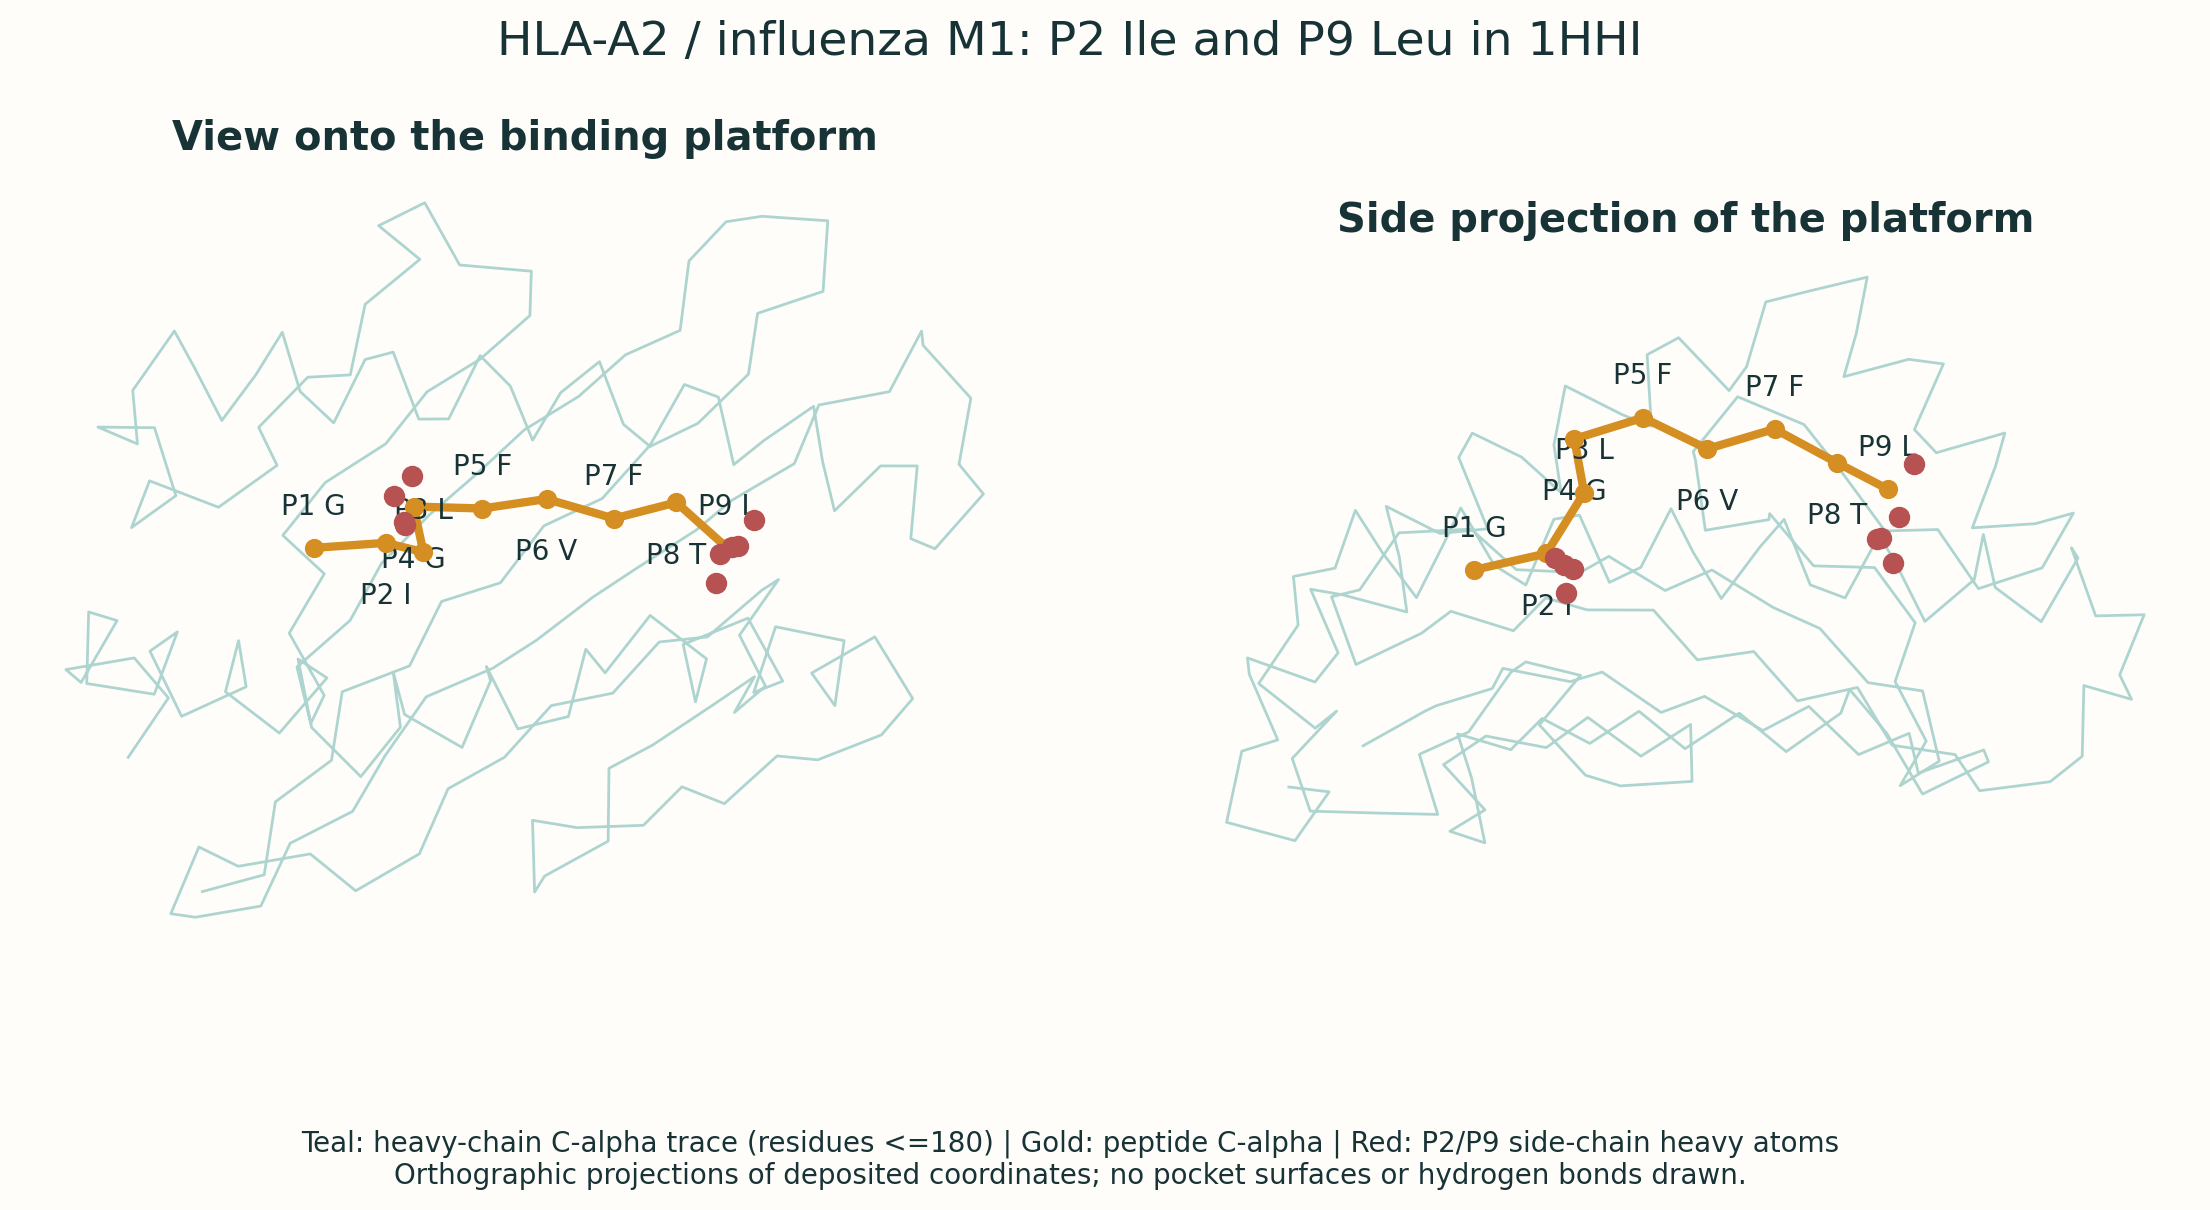 HLA-A2 / influenza M1: P2 Ile and P9 Leu in 1HHI
View onto the binding platform
P5 F
P7 F
P1 G
P3 L
P9 L
P4 G
P6 V
P8 T
P2 I
Side projection of the platform
P5 F
P7 F
P3 L
P9 L
P4 G
P6 V
P8 T
P1 G
P2 I
Teal: heavy-chain C-alpha trace (residues <=180) | Gold: peptide C-alpha | Red: P2/P9 side-chain heavy atoms
Orthographic projections of deposited coordinates; no pocket surfaces or hydrogen bonds drawn.